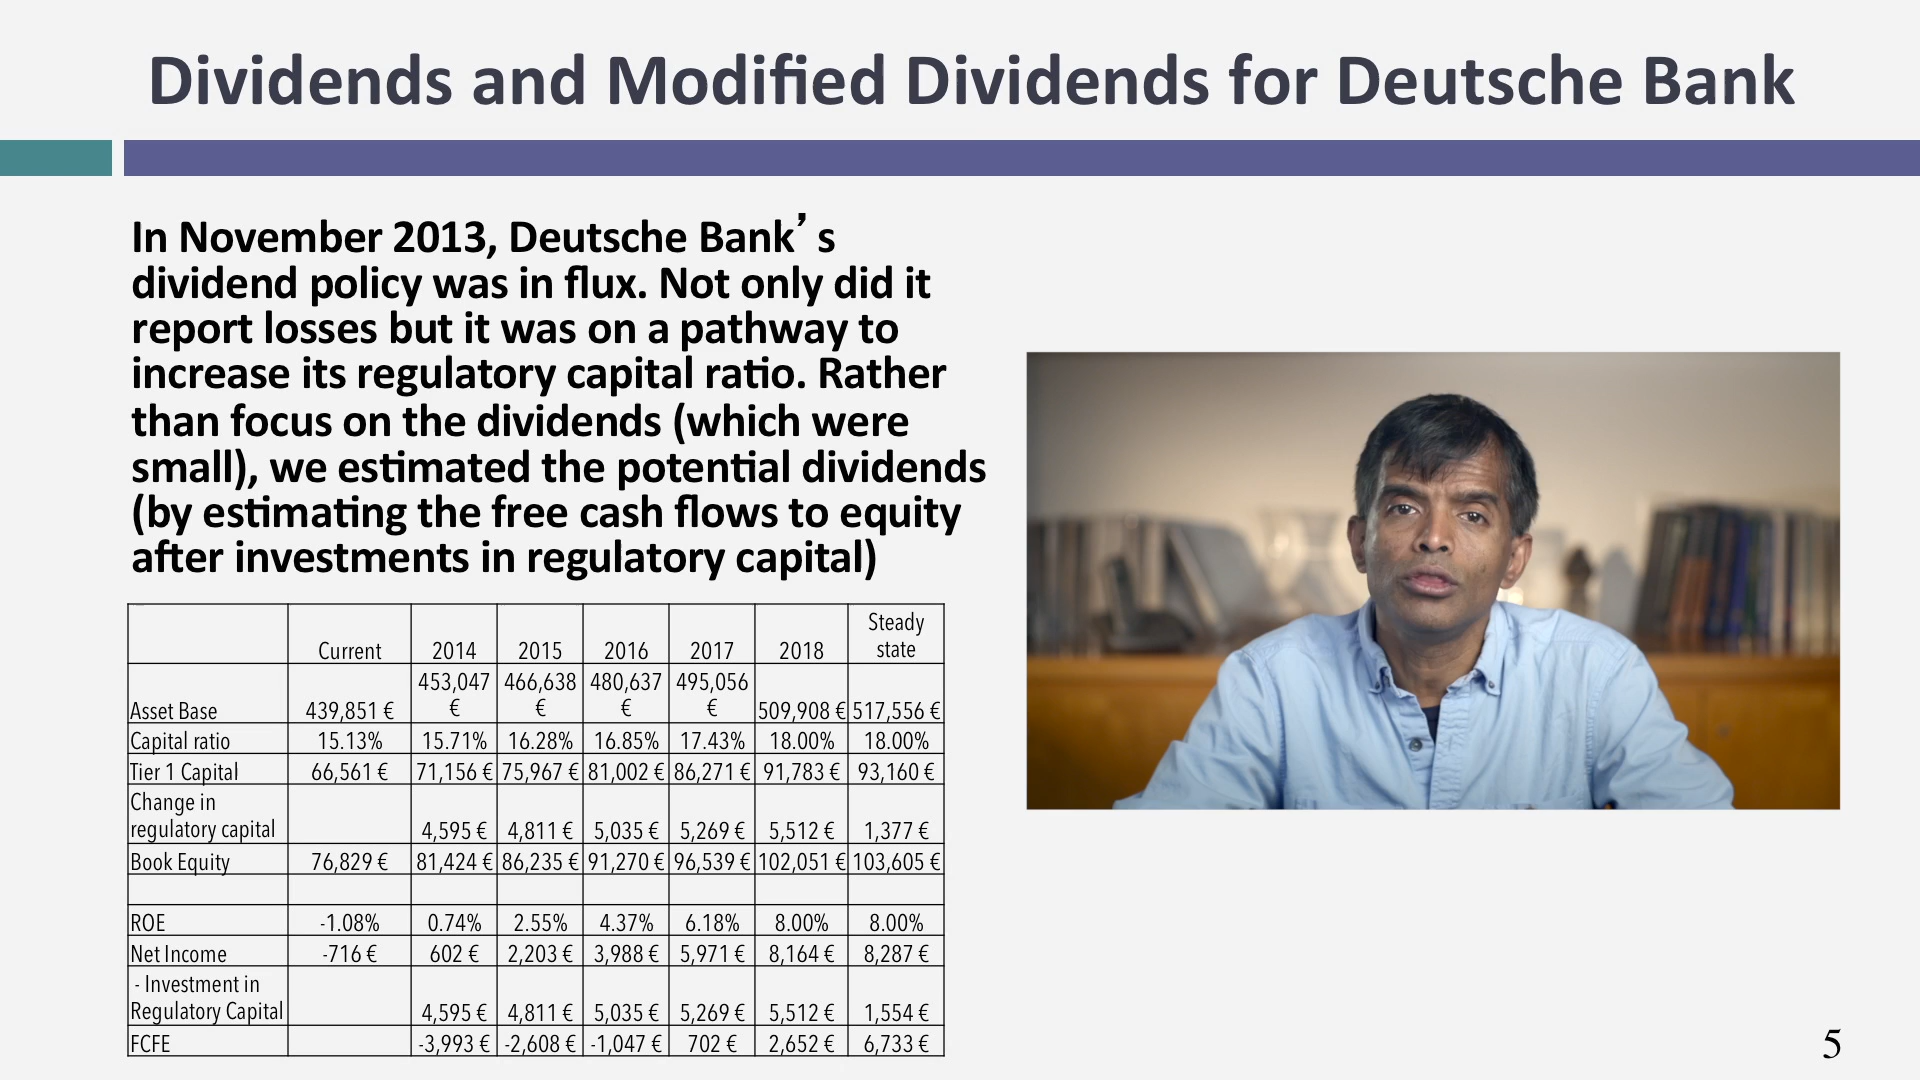 Dividends and Modified Dividends for Deutsche Bank
In November 2013, Deutsche Bank’s
dividend policy was in flux. Not only did it
report losses but it was on a pathway to
increase its regulatory capital ratio. Rather
than focus on the dividends (which were
small), we estimated the potential dividends
(by estimating the free cash flows to equity
after investments in regulatory capital)
Current 2014 2015 2016 2017 2018 Steady state
Asset Base 439,851 € 453,047 € 466,638 € 480,637 € 495,056 € 509,908 € 517,556 €
Capital ratio 15.13% 15.71% 16.28% 16.85% 17.43% 18.00% 18.00%
Tier 1 Capital 66,561 € 71,156 € 75,967 € 81,002 € 86,271 € 91,783 € 93,160 €
Change in regulatory capital 4,595 € 4,811 € 5,035 € 5,269 € 5,512 € 1,377 €
Book Equity 76,829 € 81,424 € 86,235 € 91,270 € 96,539 € 102,051 € 103,605 €
ROE -1.08% 0.74% 2.55% 4.37% 6.18% 8.00% 8.00%
Net Income -716 € 602 € 2,203 € 3,988 € 5,971 € 8,164 € 8,287 €
- Investment in Regulatory Capital 4,595 € 4,811 € 5,035 € 5,269 € 5,512 € 1,554 €
FCFE -3,993 € -2,608 € -1,047 € 702 € 2,652 € 6,733 €
5